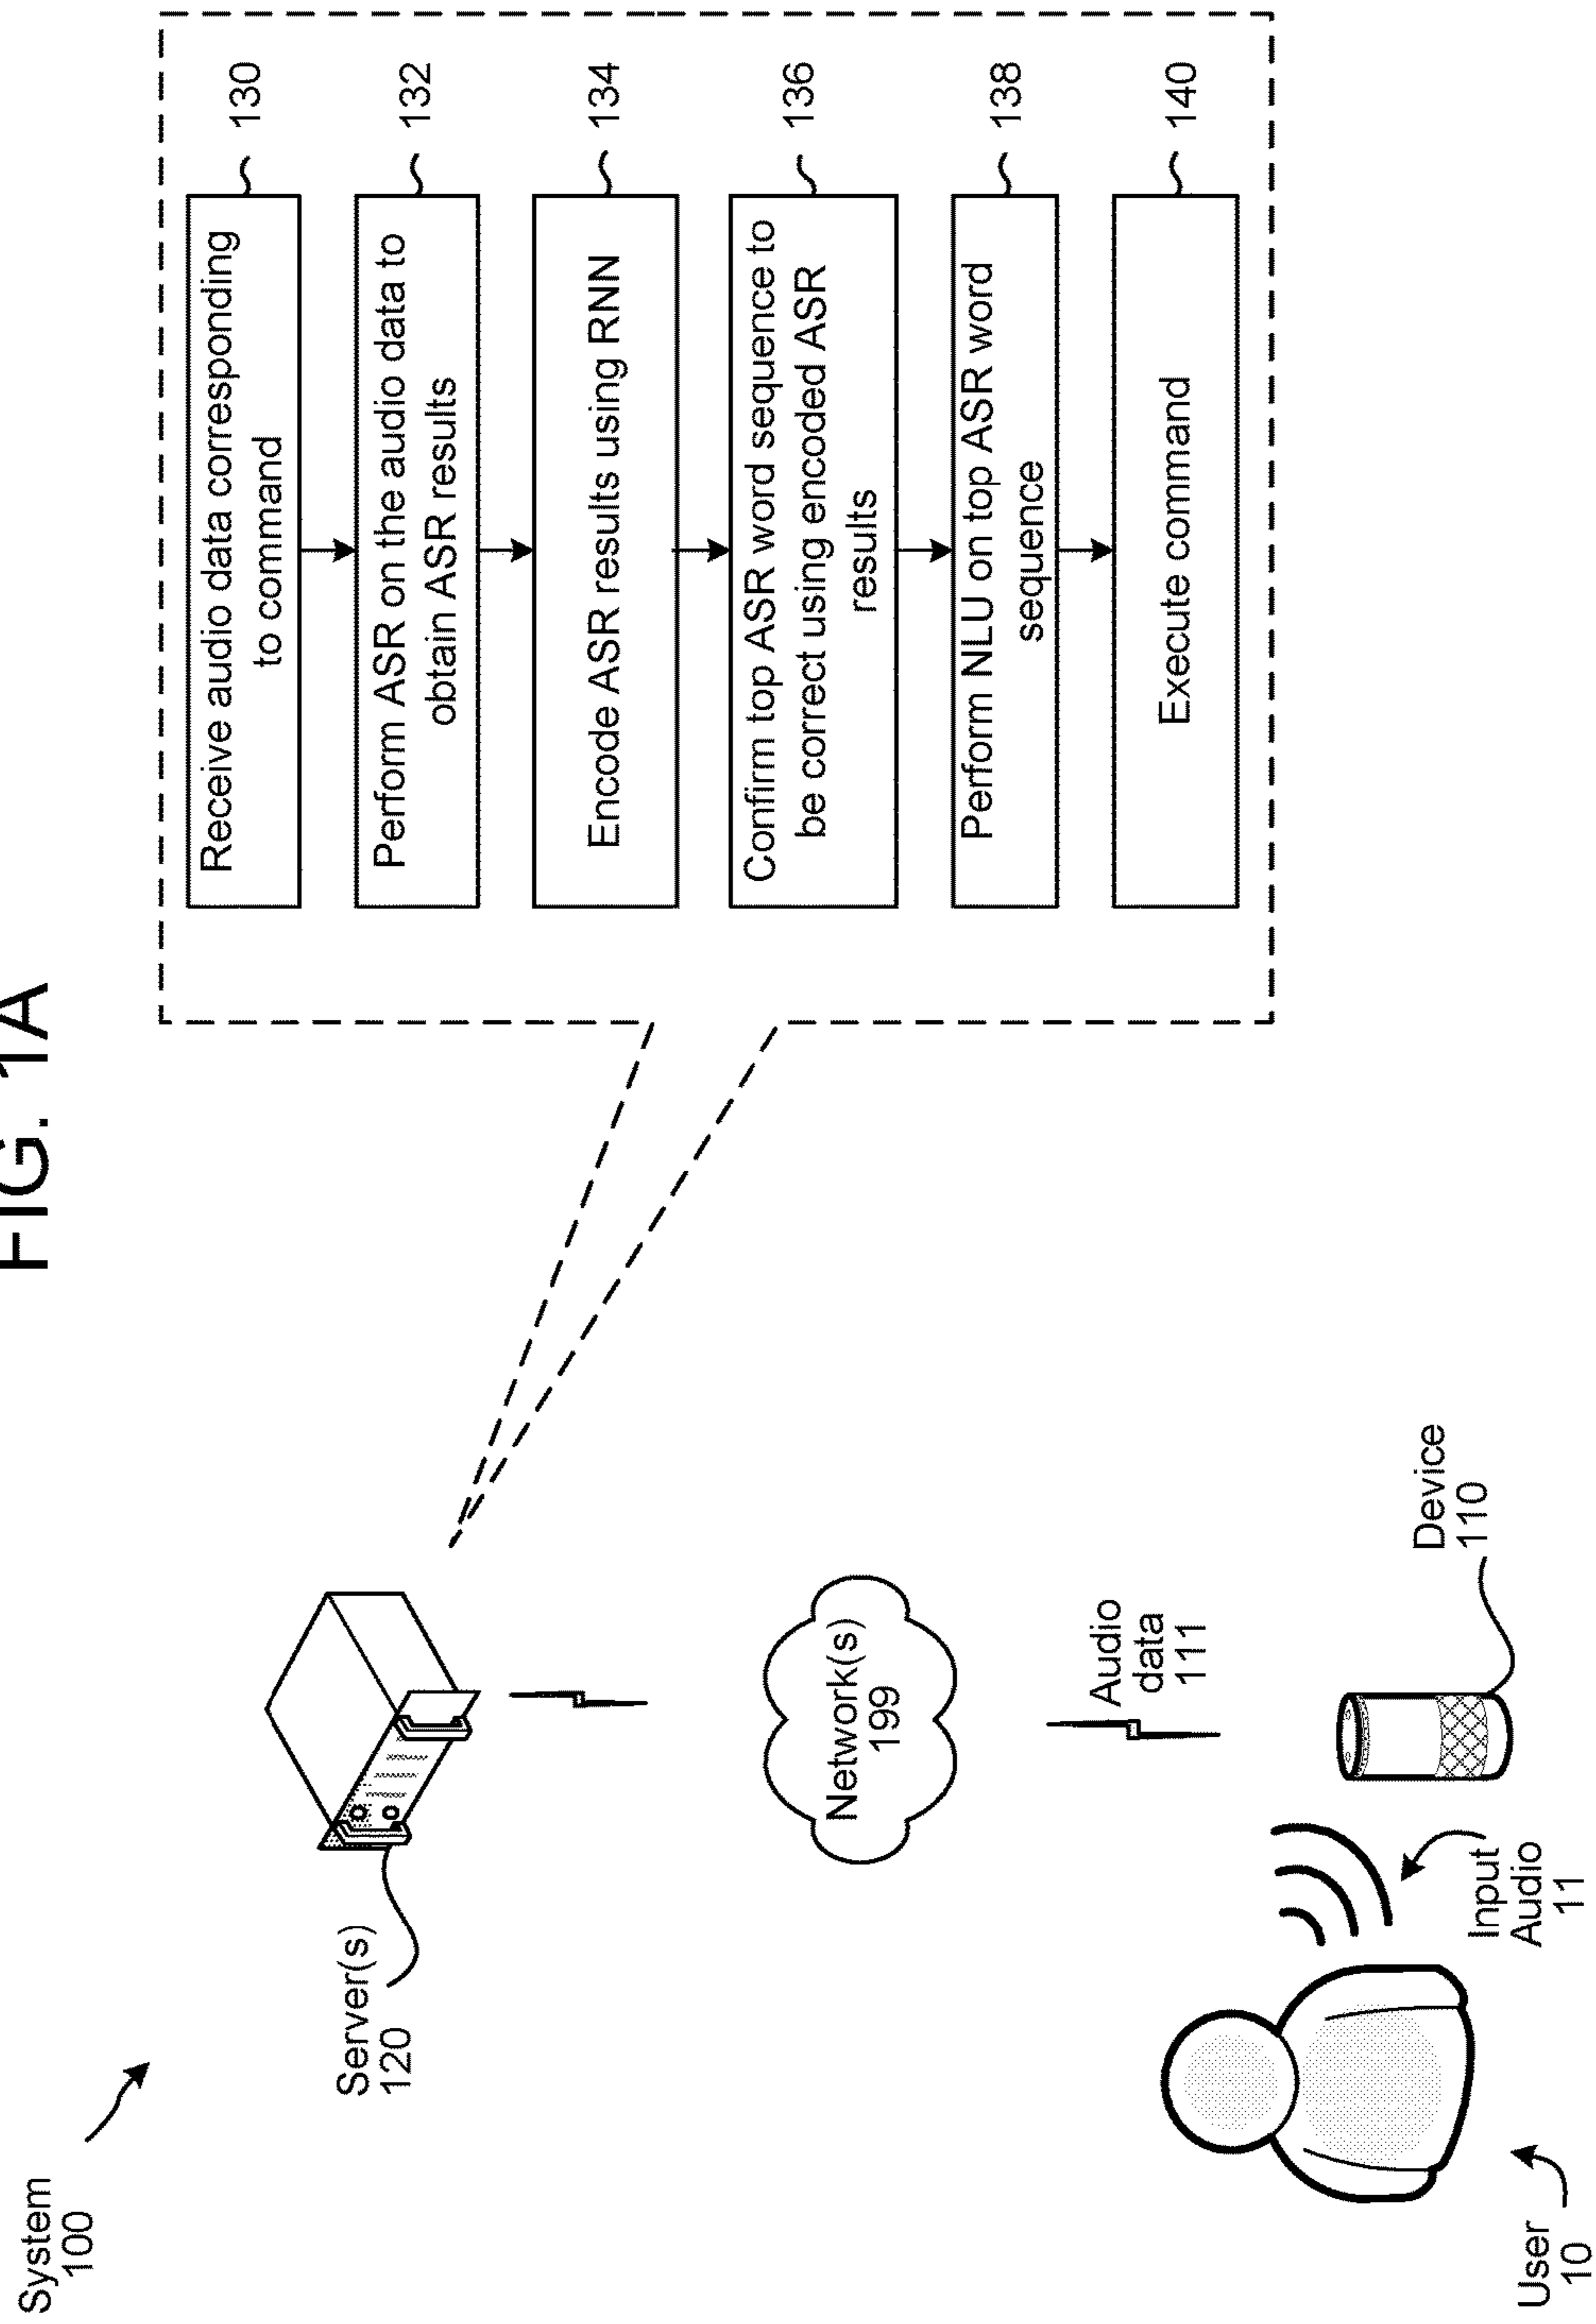 FIG. 1A
System
100
Server(s)
120
Network(s)
199
Audio
data
111
Device
110
Input
Audio
11
User
10
Receive audio data corresponding
to command
130
Perform ASR on the audio data to
obtain ASR results
132
Encode ASR results using RNN
134
Confirm top ASR word sequence to
be correct using encoded ASR
results
136
Perform NLU on top ASR word
sequence
138
Execute command
140